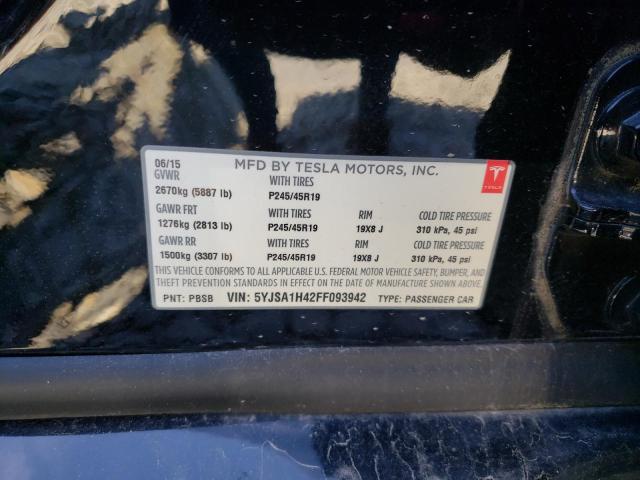 06/15 MFD BY TESLA MOTORS, INC.
GVWR WITH TIRES
2670kg (5887 lb) P245/45R19
GAWR FRT WITH TIRES RIM COLD TIRE PRESSURE
1276kg (2813 lb) P245/45R19 19X8 J 310 kPa, 45 psi
GAWR RR WITH TIRES RIM COLD TIRE PRESSURE
1500kg (3307 lb) P245/45R19 19X8 J 310 kPa, 45 psi
THIS VEHICLE CONFORMS TO ALL APPLICABLE U.S. FEDERAL MOTOR VEHICLE SAFETY, BUMPER, AND
THEFT PREVENTION STANDARDS IN EFFECT ON THE DATE OF MANUFACTURE SHOWN ABOVE.
PNT: PBSB VIN: 5YJSA1H42FF093942 TYPE: PASSENGER CAR
TESLA